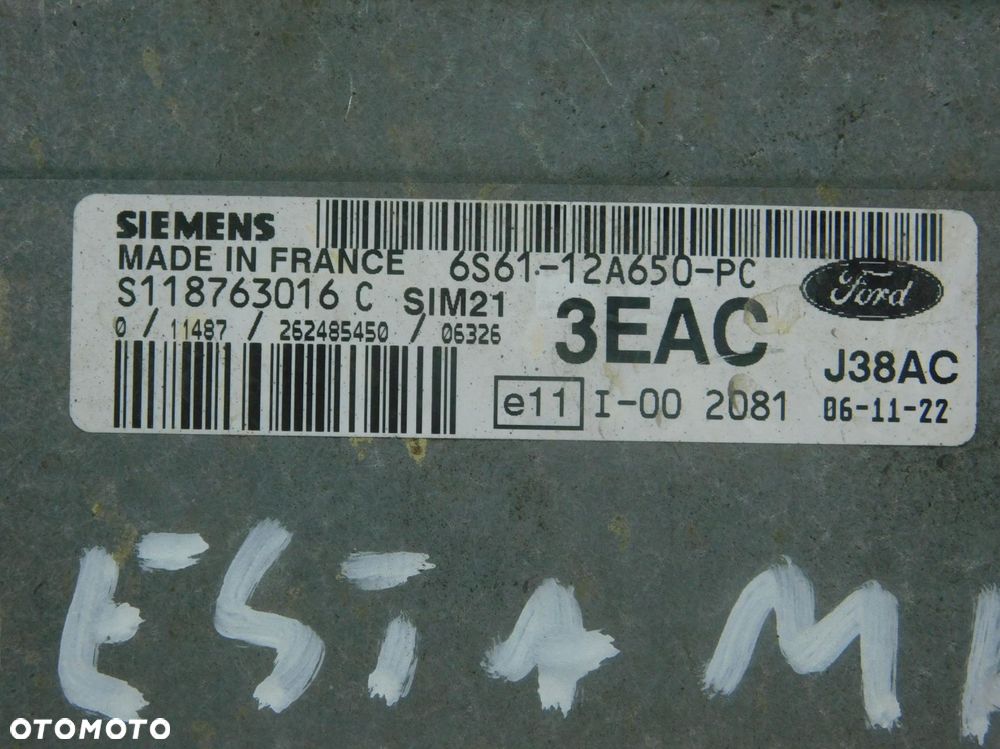 SIEMENS
MADE IN FRANCE 6S61-12A650-PC
S118763016 C SIM21 3EAC Ford
0 / 11487 / 262485450 / 06326 J38AC
e11 I-00 2081 06-11-22
OTOMOTO